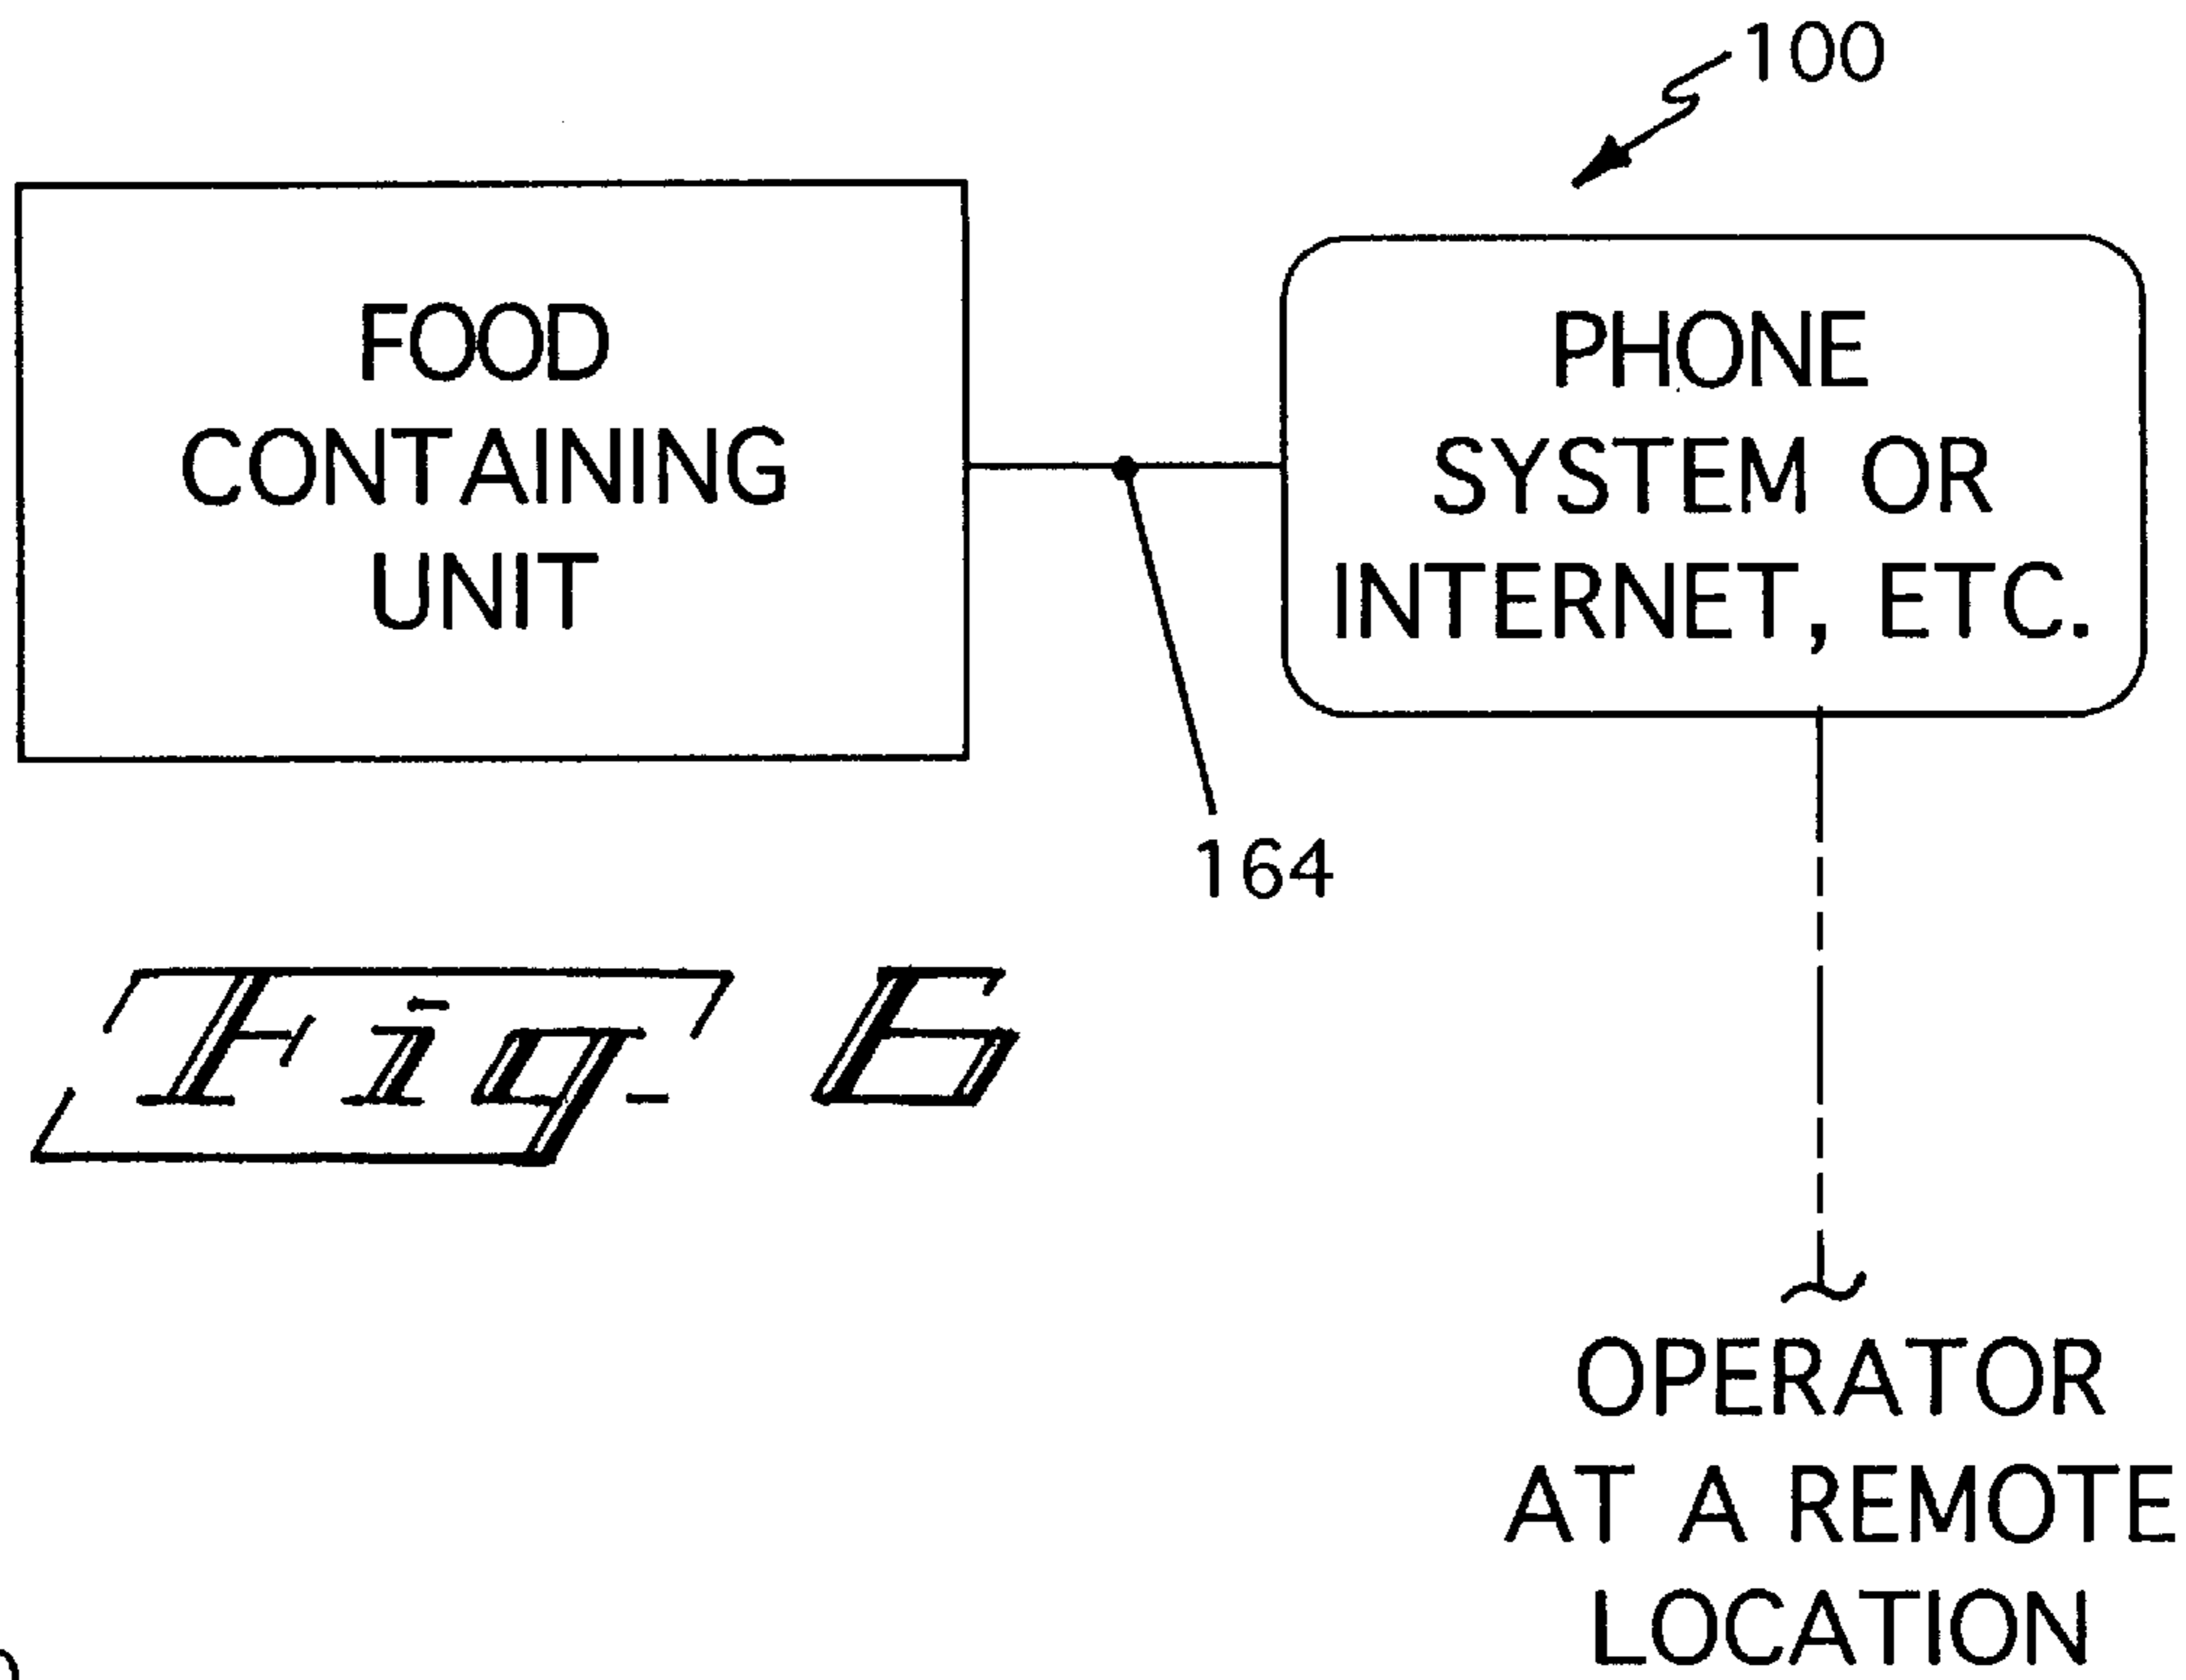 100
FOOD
CONTAINING
UNIT
PHONE
SYSTEM OR
INTERNET, ETC.
164
Fig. 6
OPERATOR
AT A REMOTE
LOCATION